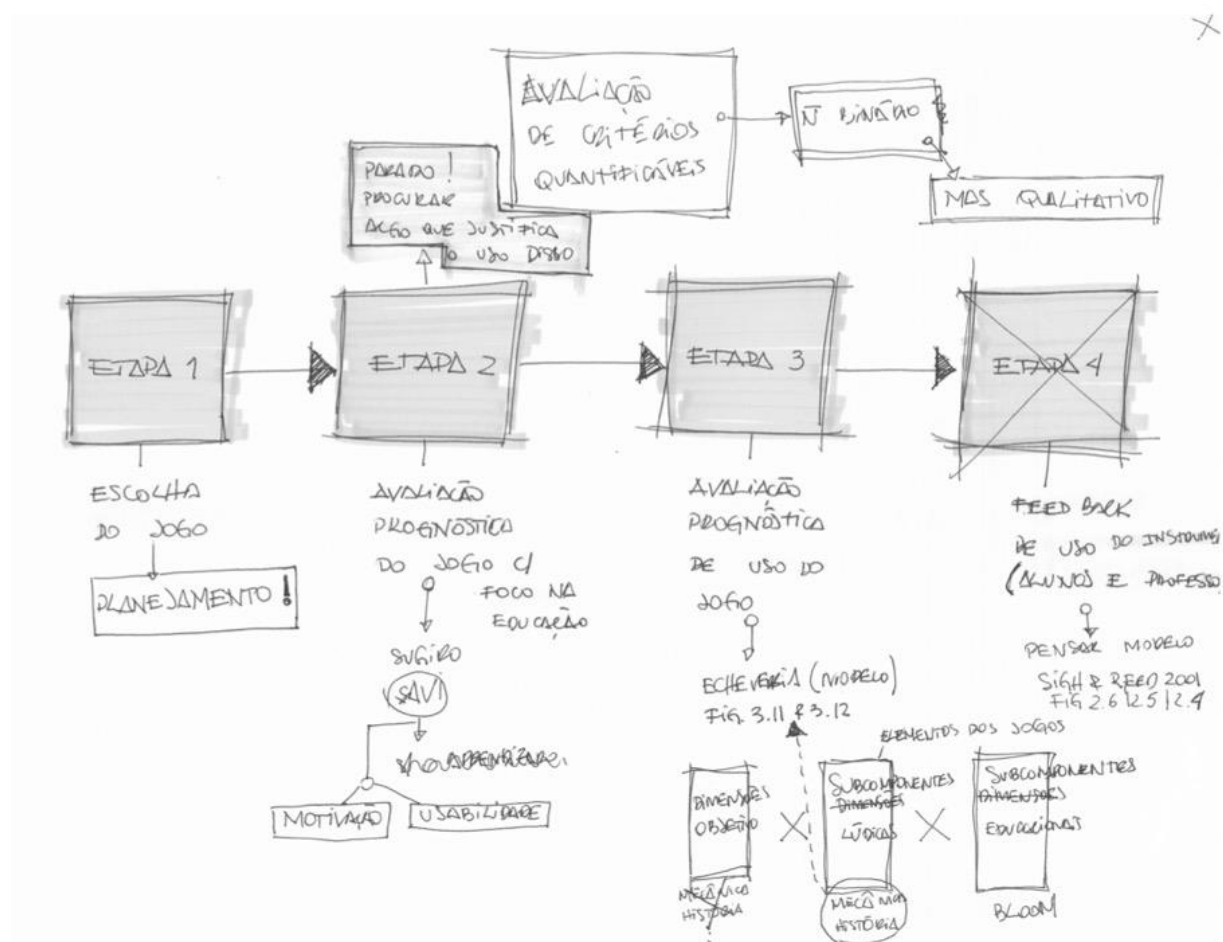 AVALIAÇÃO
DE CRITÉRIOS
QUANTIFICÁVEIS
N̄ BINÁRIO
MAS QUALITATIVO
PARADO!
PROCURAR
ALGO QUE JUSTIFICA
O USO DISSO
ETAPA 1
ETAPA 2
ETAPA 3
ETAPA 4
ESCOLHA
DO JOGO
PLANEJAMENTO!
AVALIAÇÃO
PROGNÓSTICA
DO JOGO C/
FOCO NA
EDUCAÇÃO
SUGIRO
SAVI
MOTIVAÇÃO
USABILIDADE
AVALIAÇÃO
PROGNÓSTICA
DE USO DO
JOGO
ECHEVERIA (MODELO)
FIG. 3.11 & 3.12
FEED BACK
DE USO DO
(ALUNOS E PROFESSO
PENSAR MODELO
SIGH & REED 2001
FIG 2.6/2.5/2.4
ELEMENTOS DOS JOGOS
DIMENSÕES
OBJETIVO
MECÂNICA
HISTÓRIA
X
SUBCOMPONENTES
DIMENSÕES
LÚDICAS
MECÂNICA
HISTÓRIA
X
SUBCOMPONENTES
DIMENSÕES
EDUCACIONAIS
BLOOM